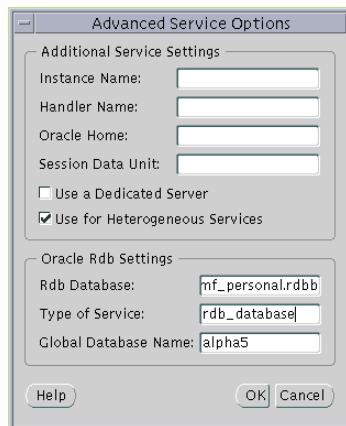 Advanced Service Options
Additional Service Settings
Instance Name:
Handler Name:
Oracle Home:
Session Data Unit:
Use a Dedicated Server
Use for Heterogeneous Services
Oracle Rdb Settings
Rdb Database: mf_personal.rdbb
Type of Service: rdb_database
Global Database Name: alpha5
Help OK Cancel